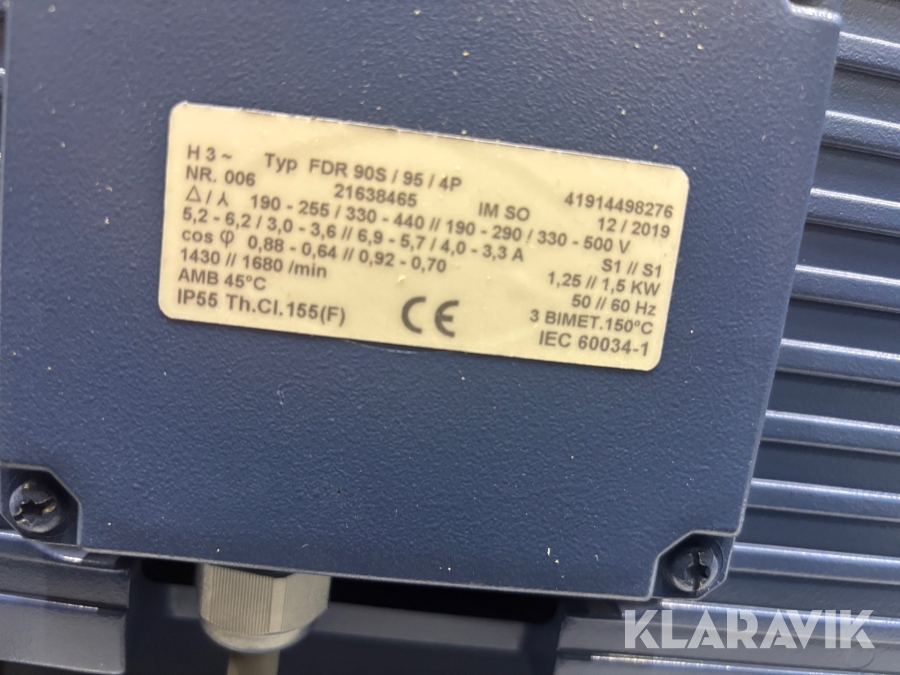 H 3 ~ Typ FDR 90S / 95 / 4P 41914498276
NR. 006 21638465 IM SO 12 / 2019
△ / ⅄ 190 - 255 / 330 - 440 // 190 - 290 / 330 - 500 V
5,2 - 6,2 / 3,0 - 3,6 // 6,9 - 5,7 / 4,0 - 3,3 A S1 // S1
cos φ 0,88 - 0,64 // 0,92 - 0,70 1,25 // 1,5 KW
1430 // 1680 /min 50 // 60 Hz
AMB 45°C 3 BIMET.150°C
IP55 Th.Cl.155(F) CE IEC 60034-1
KLARAVIK